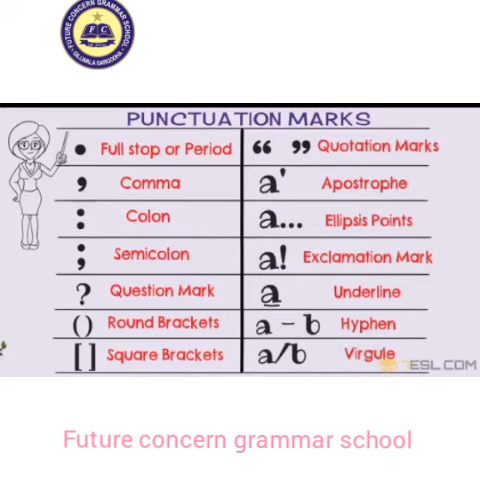 FUTURE CONCERN GRAMMAR SCHOOL
F C
PUNCTUATION MARKS
. Full stop or Period
“ ” Quotation Marks
, Comma
a' Apostrophe
: Colon
a... Ellipsis Points
; Semicolon
a! Exclamation Mark
? Question Mark
a Underline
() Round Brackets
a - b Hyphen
[ ] Square Brackets
a/b Virgule
7ESL.COM
Future concern grammar school